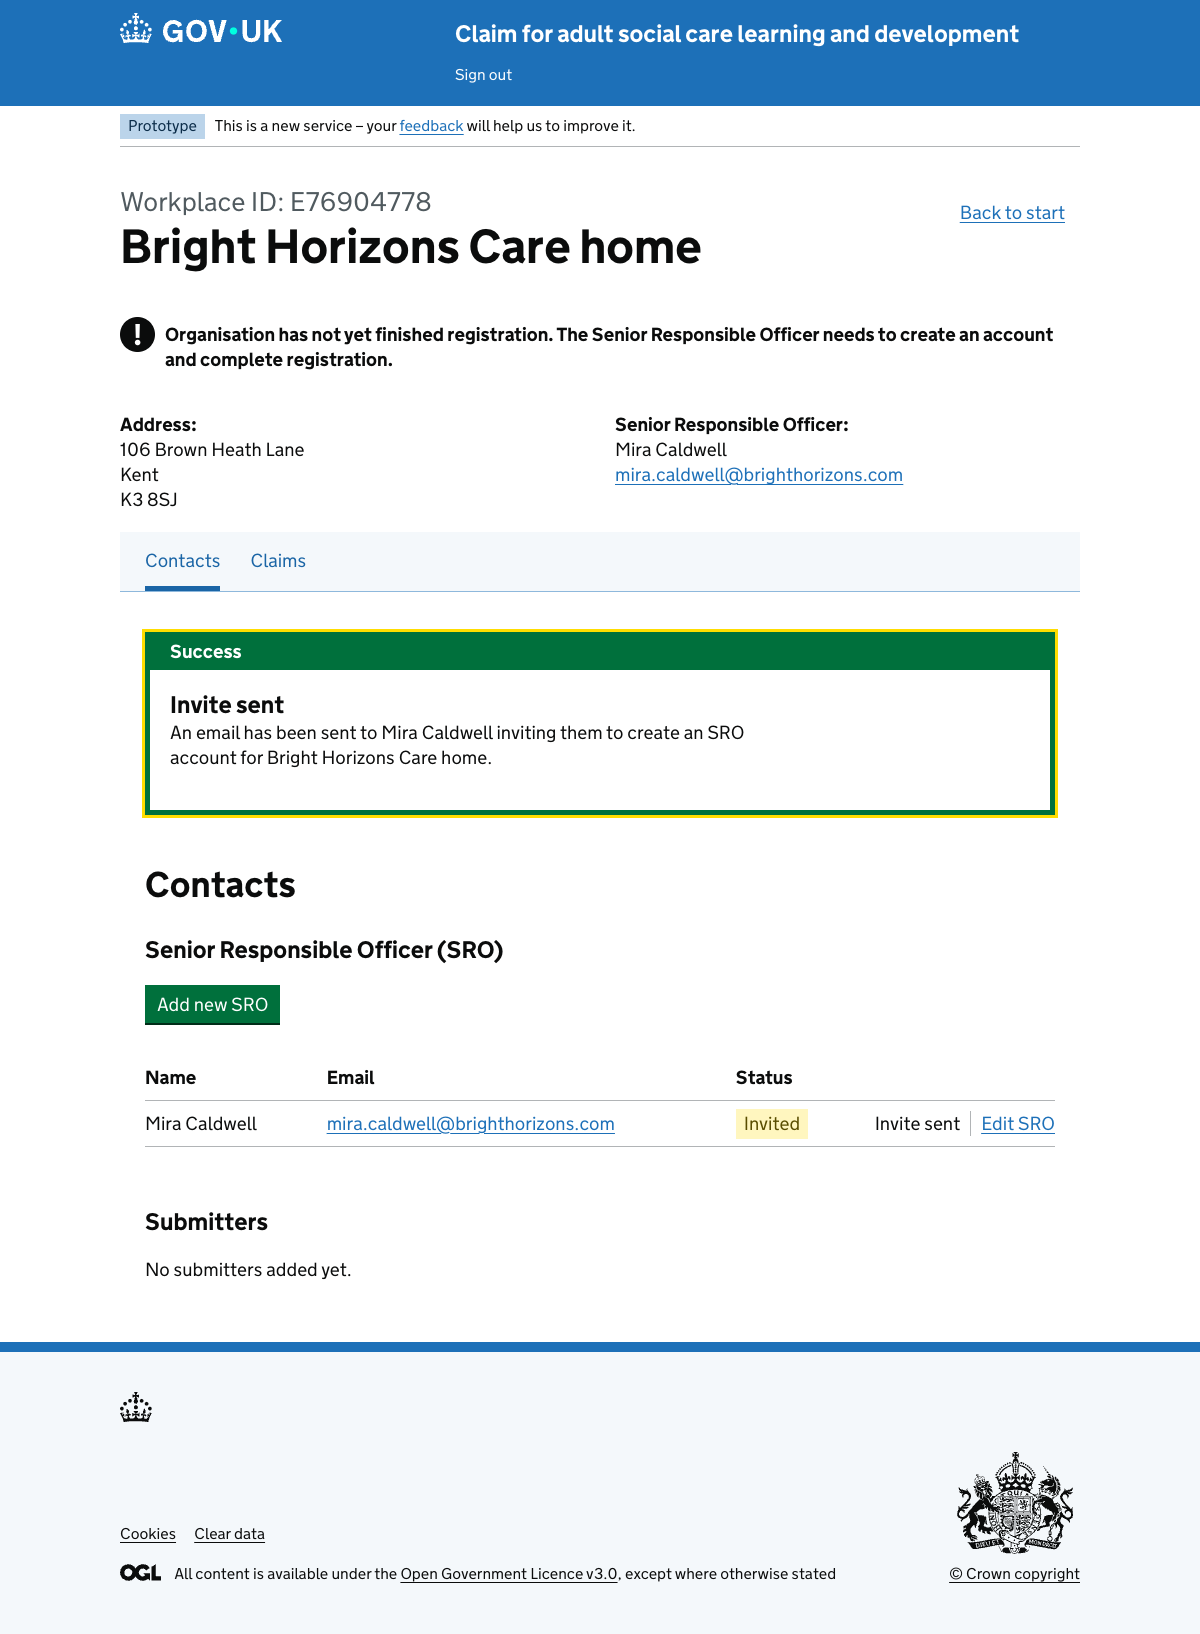 GOV·UK
Claim for adult social care learning and development
Sign out
Prototype This is a new service – your feedback will help us to improve it.
Workplace ID: E76904778
Back to start
Bright Horizons Care home
! Organisation has not yet finished registration. The Senior Responsible Officer needs to create an account
and complete registration.
Address:
106 Brown Heath Lane
Kent
K3 8SJ
Senior Responsible Officer:
Mira Caldwell
mira.caldwell@brighthorizons.com
Contacts Claims
Success
Invite sent
An email has been sent to Mira Caldwell inviting them to create an SRO
account for Bright Horizons Care home.
Contacts
Senior Responsible Officer (SRO)
Add new SRO
Name Email Status
Mira Caldwell mira.caldwell@brighthorizons.com Invited Invite sent Edit SRO
Submitters
No submitters added yet.
Cookies Clear data
OGL All content is available under the Open Government Licence v3.0, except where otherwise stated
© Crown copyright